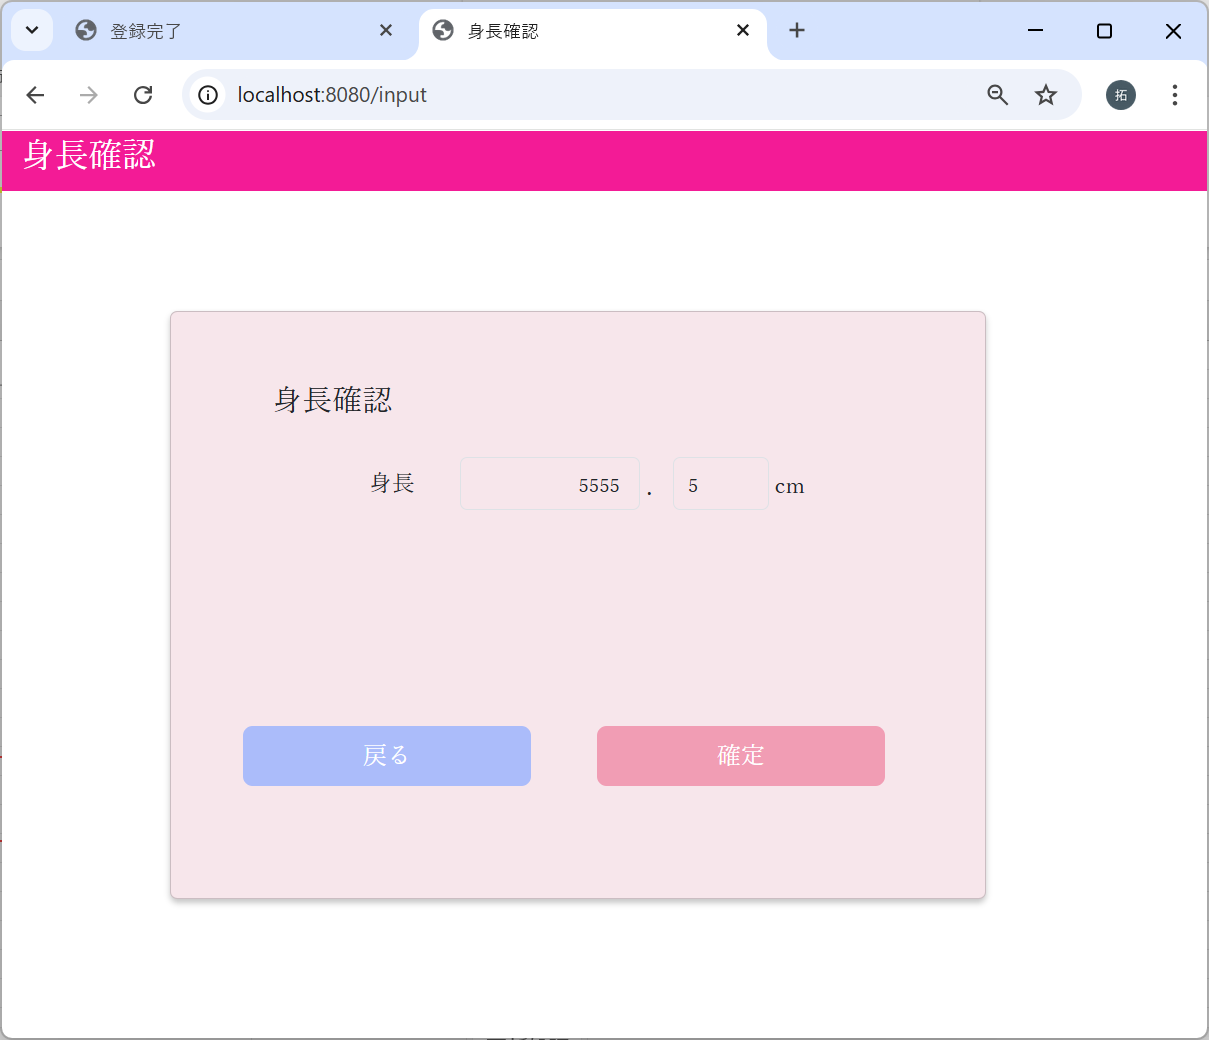 登録完了
身長確認
localhost:8080/input
拓
身長確認
身長確認
身長 5555 . 5 cm
戻る 確定